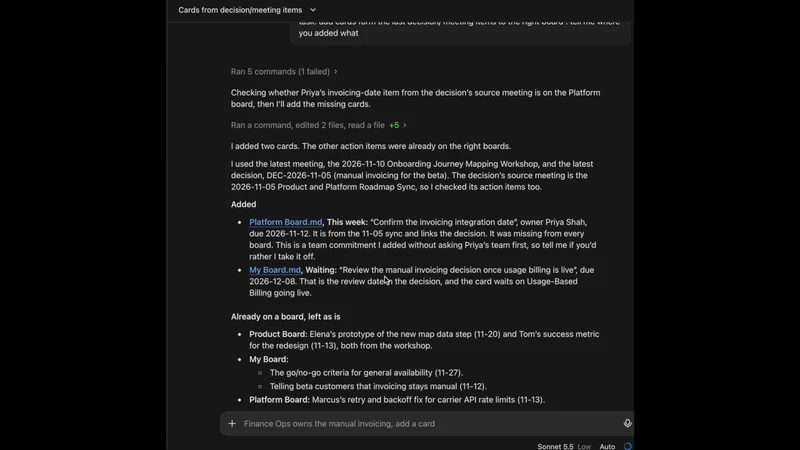 Cards from decision/meeting items
task: add cards form the last decision/ meeting items to the right board . tell me where
you added what
Ran 5 commands (1 failed) >
Checking whether Priya's invoicing-date item from the decision's source meeting is on the Platform
board, then I'll add the missing cards.
Ran a command, edited 2 files, read a file +5 >
I added two cards. The other action items were already on the right boards.
I used the latest meeting, the 2026-11-10 Onboarding Journey Mapping Workshop, and the latest
decision, DEC-2026-11-05 (manual invoicing for the beta). The decision's source meeting is the
2026-11-05 Product and Platform Roadmap Sync, so I checked its action items too.
Added
• Platform Board.md, This week: "Confirm the invoicing integration date", owner Priya Shah,
due 2026-11-12. It is from the 11-05 sync and links the decision. It was missing from every
board. This is a team commitment I added without asking Priya's team first, so tell me if you'd
rather I take it off.
• My Board.md, Waiting: "Review the manual invoicing decision once usage billing is live", due
2026-12-08. That is the review date in the decision, and the card waits on Usage-Based
Billing going live.
Already on a board, left as is
• Product Board: Elena's prototype of the new map data step (11-20) and Tom's success metric
for the redesign (11-13), both from the workshop.
• My Board:
The go/no-go criteria for general availability (11-27).
Telling beta customers that invoicing stays manual (11-12).
• Platform Board: Marcus's retry and backoff fix for carrier API rate limits (11-13).
+ Finance Ops owns the manual invoicing, add a card
Sonnet 5.5 Low Auto